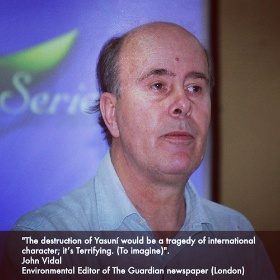 Serie
"The destruction of Yasuní would be a tragedy of international
character; it's Terrifying. (To imagine)".
John Vidal
Environmental Editor of The Guardian newspaper (London)